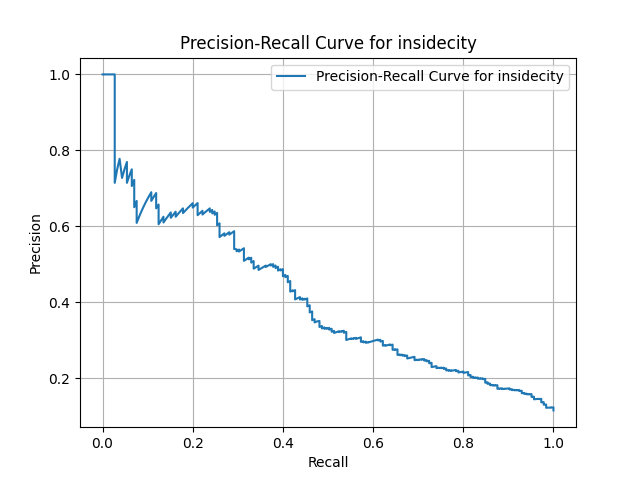 Precision-Recall Curve for insidecity
Precision-Recall Curve for insidecity
1.0
0.8
0.6
0.4
0.2
Precision
0.0 0.2 0.4 0.6 0.8 1.0
Recall